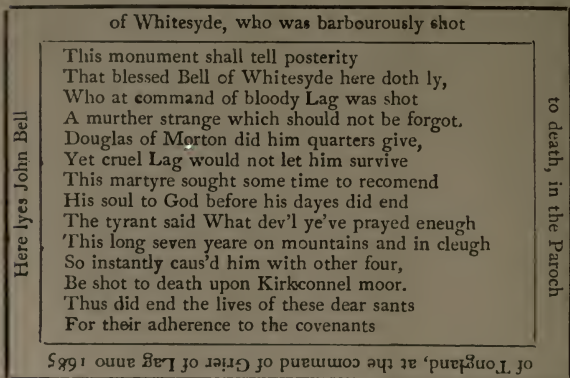 Here lyes John Bell
of Whitesyde, who was barbourously shot
to death, in the Paroch
of Tongland, at the command of Grier of Lag anno 1685
This monument shall tell posterity
That blessed Bell of Whitesyde here doth ly,
Who at command of bloody Lag was shot
A murther strange which should not be forgot.
Douglas of Morton did him quarters give,
Yet cruel Lag would not let him survive
This martyre sought some time to recomend
His soul to God before his dayes did end
The tyrant said What dev'l ye've prayed eneugh
This long seven yeare on mountains and in cleugh
So instantly caus'd him with other four,
Be shot to death upon Kirkconnel moor.
Thus did end the lives of these dear sants
For their adherence to the covenants